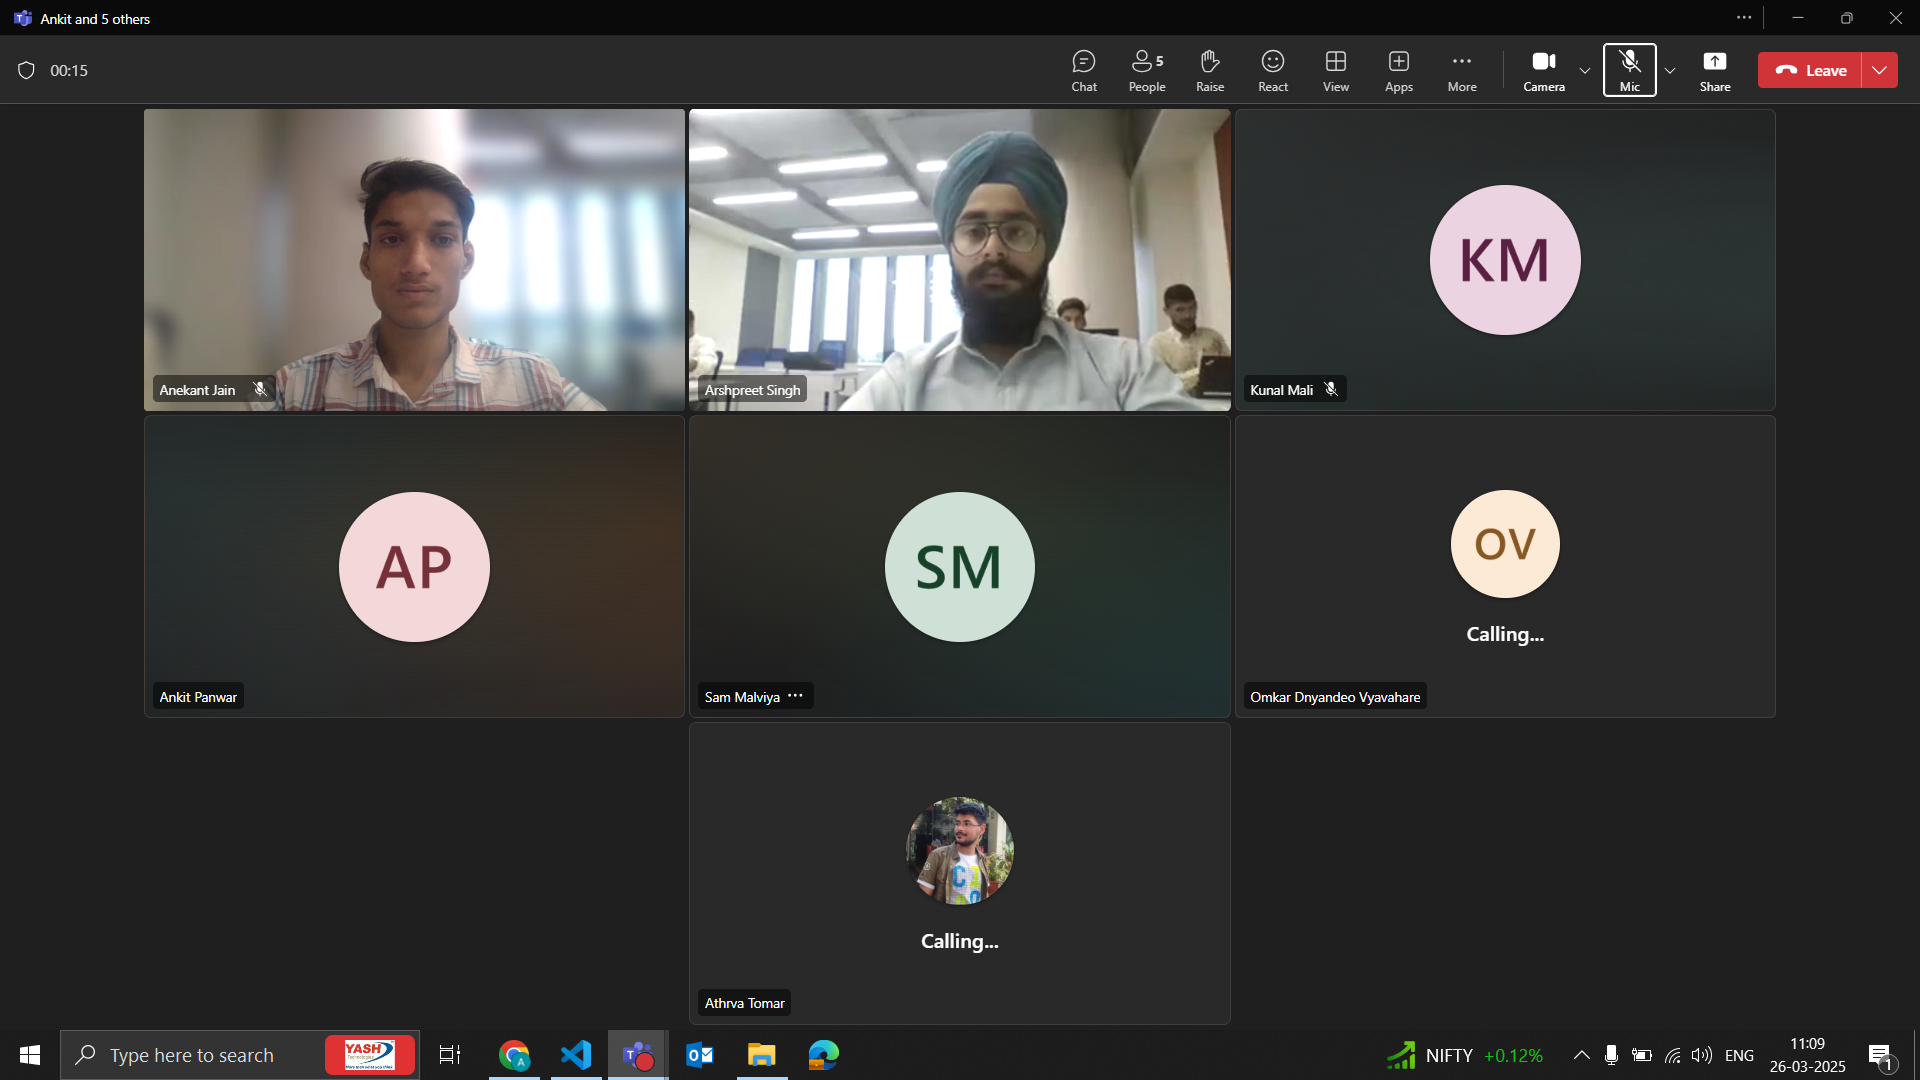 Ankit and 5 others
00:15
Chat
People
5
Raise
React
View
Apps
More
Camera
Mic
Share
Leave
Anekant Jain
Arshpreet Singh
KM
Kunal Mali
AP
Ankit Panwar
SM
Sam Malviya
OV
Calling...
Omkar Dnyandeo Vyavahare
Calling...
Athrva Tomar
Type here to search
YASH
Technologies
NIFTY +0.12%
ENG
11:09
26-03-2025
1